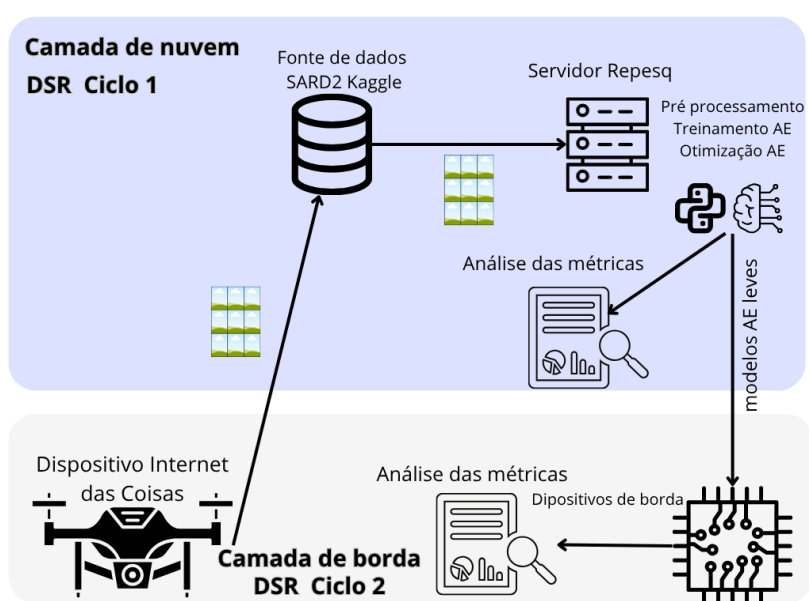 Camada de nuvem
DSR Ciclo 1
Fonte de dados
SARD2 Kaggle
Servidor Repesq
Pré processamento
Treinamento AE
Otimização AE
Análise das métricas
modelos AE leves
Dispositivo Internet
das Coisas
Análise das métricas
Dipositivos de borda
Camada de borda
DSR Ciclo 2